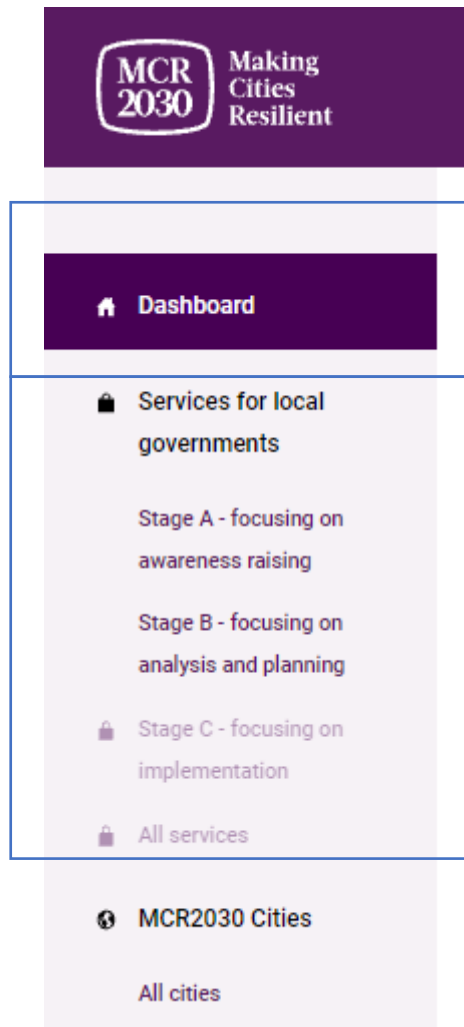 MCR
2030
Making
Cities
Resilient
Dashboard
Services for local
governments
Stage A - focusing on
awareness raising
Stage B - focusing on
analysis and planning
Stage C - focusing on
implementation
All services
MCR2030 Cities
All cities